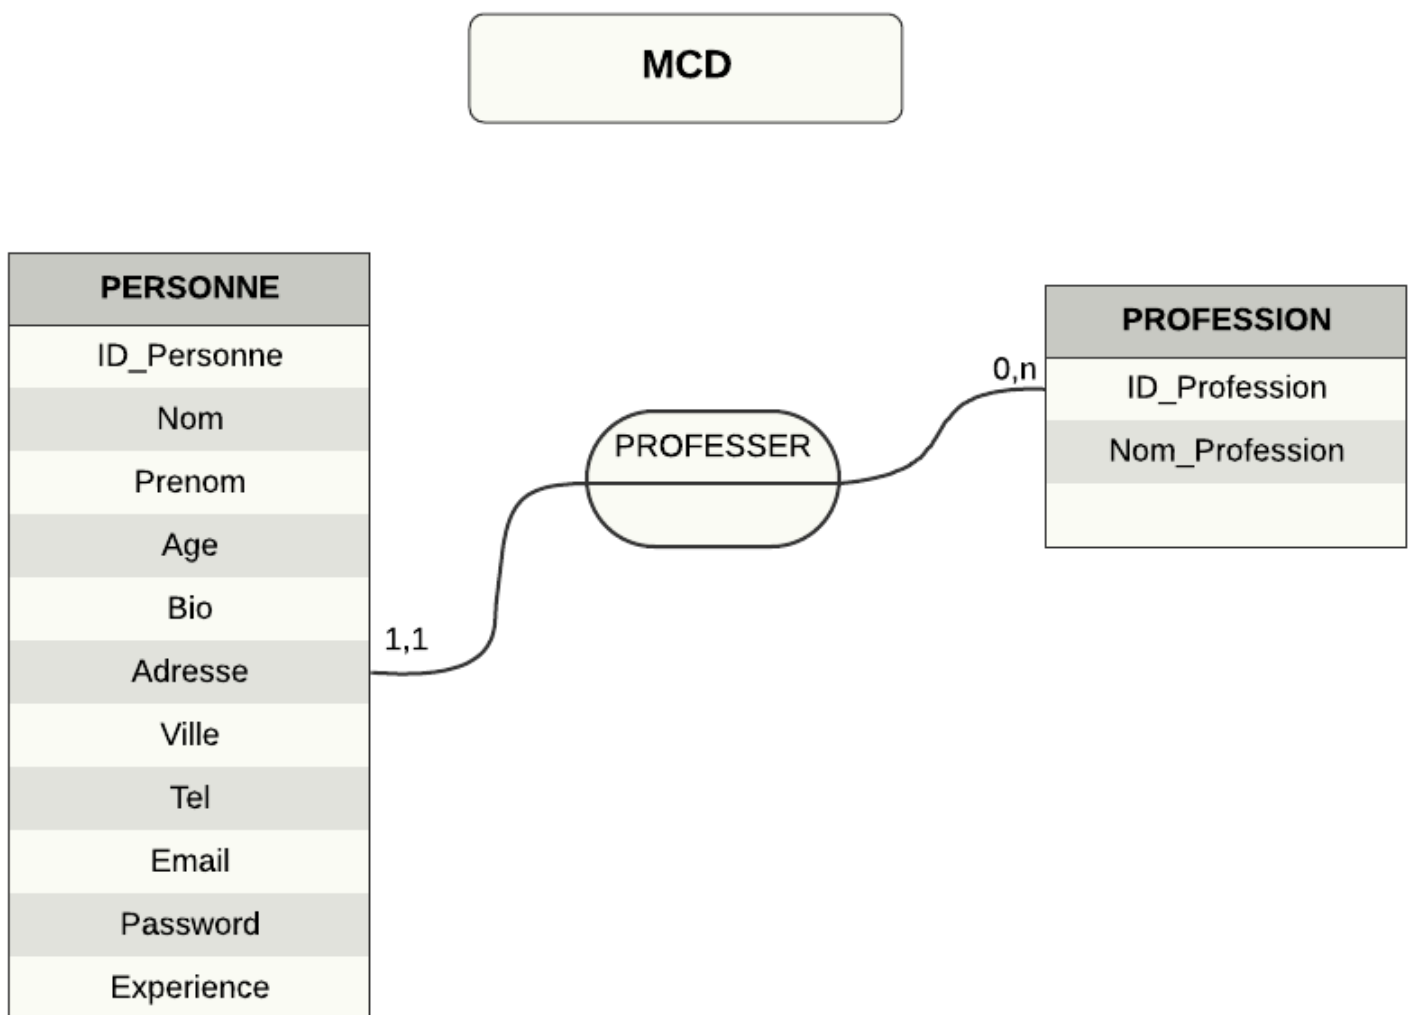 MCD
PERSONNE
ID_Personne
Nom
Prenom
Age
Bio
Adresse
Ville
Tel
Email
Password
Experience
1,1
PROFESSER
0,n
PROFESSION
ID_Profession
Nom_Profession